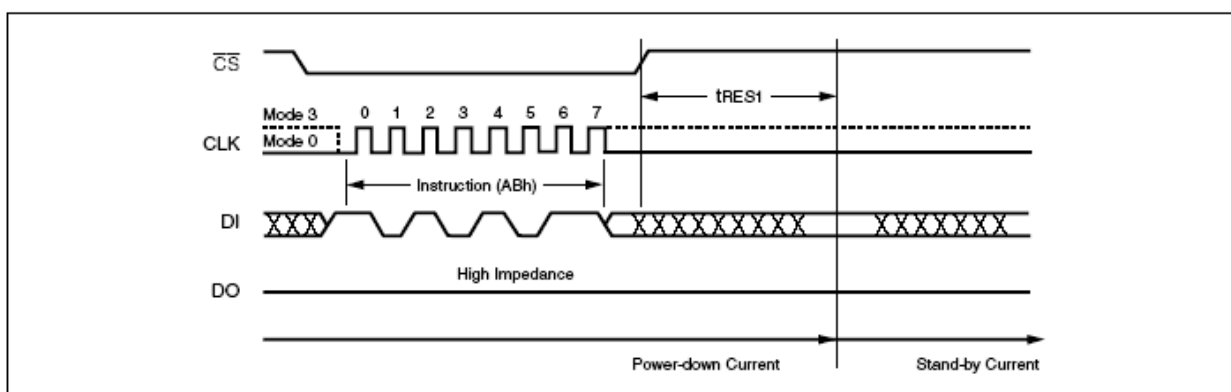 CS
tRES1
Mode 3 0 1 2 3 4 5 6 7
CLK
Mode 0
Instruction (ABh)
DI
High Impedance
DO
Power-down Current Stand-by Current